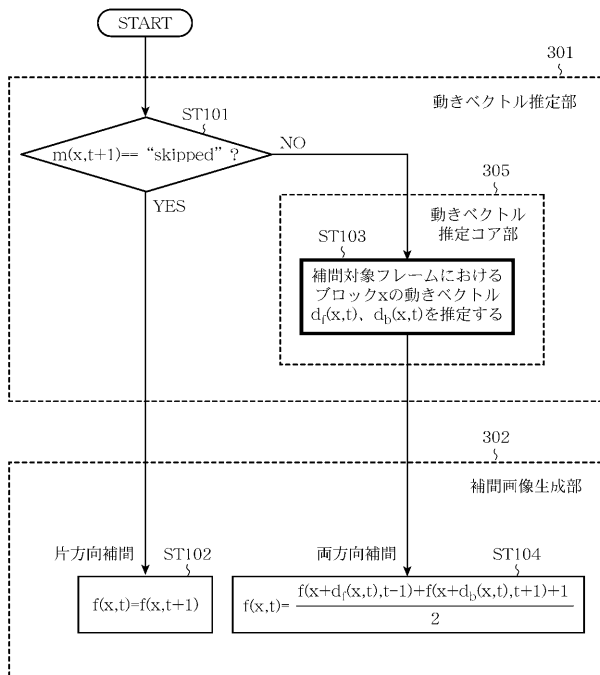 START
301
動きベクトル推定部
ST101
m(x,t+1)== “skipped” ?
NO
YES
305
動きベクトル
推定コア部
ST103
補問対象フレームにおける
ブロックxの動きベクトル
d_f(x,t)、d_b(x,t)を推定する
302
補間画像生成部
片方向補間
ST102
f(x,t)=f(x,t+1)
両方向補間
ST104
f(x,t)= f(x+d_f(x,t),t-1)+f(x+d_b(x,t),t+1)+1
2